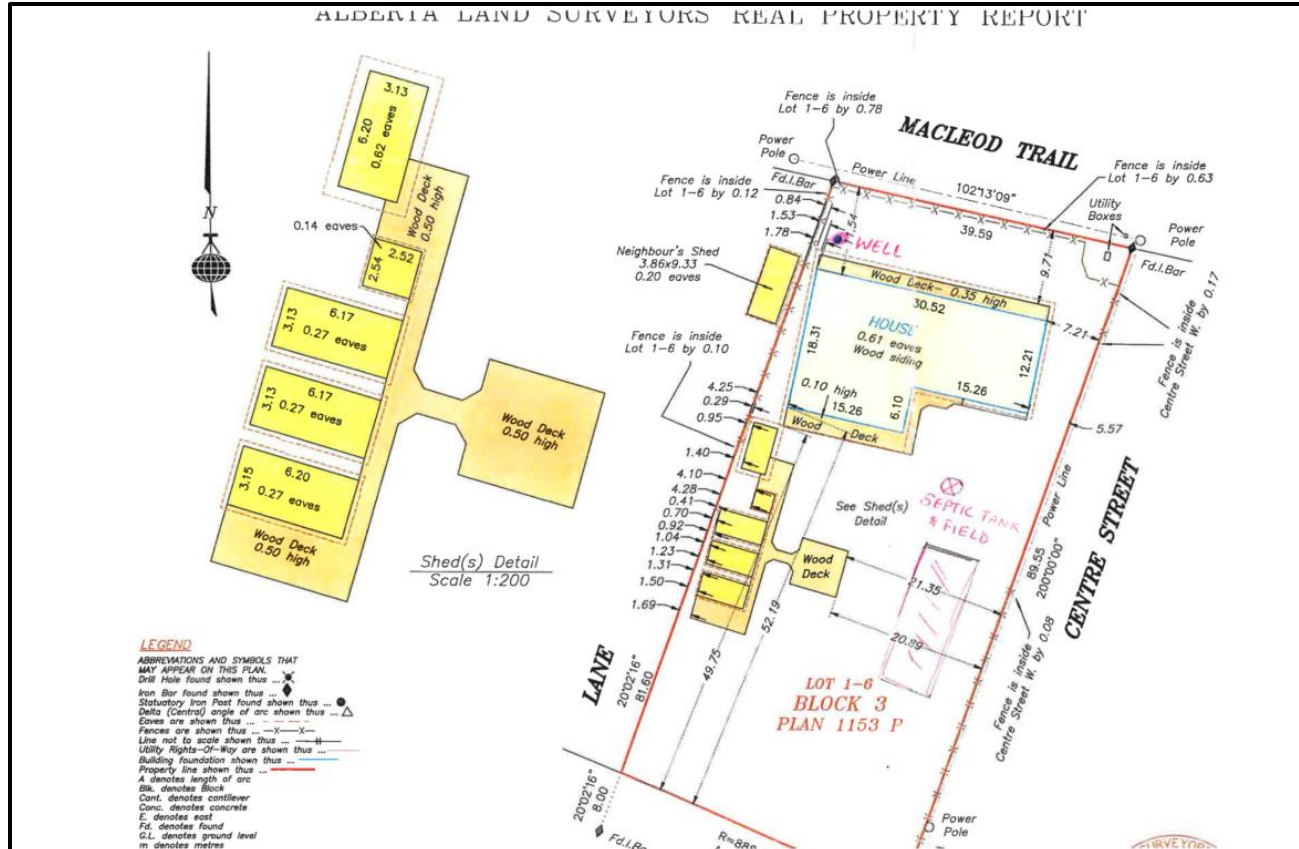 ALBERTA LAND SURVEYORS REAL PROPERTY REPORT
N
3.13
6.20
0.62 eaves
Wood Deck
0.50 high
0.14 eaves
2.52
2.54
6.17
3.13
0.27 eaves
6.17
3.13
0.27 eaves
6.20
3.15
0.27 eaves
Wood Deck
0.50 high
Wood Deck
0.50 high
Shed(s) Detail
Scale 1:200
Fence is inside
Lot 1-6 by 0.78
MACLEOD TRAIL
Power
Pole
Power Line
102°13'09"
Fence is inside
Lot 1-6 by 0.63
Fd.I.Bar
Fence is inside
Lot 1-6 by 0.12
0.84
1.53
1.78
.54
39.59
Utility
Boxes
Power
Pole
Fd.I.Bar
WELL
Neighbour's Shed
3.86x9.33
0.20 eaves
9.71
Wood Deck- 0.35 high
30.52
HOUSE
0.61 eaves
Wood siding
18.31
12.21
7.21
Fence is inside
Centre Street W. by 0.17
Fence is inside
Lot 1-6 by 0.10
0.10 high
15.26
15.26
6.10
Wood Deck
4.25
0.29
0.95
1.40
4.10
4.28
0.41
0.70
0.92
1.04
1.23
1.31
1.50
1.69
5.57
See Shed(s)
Detail
SEPTIC TANK
& FIELD
Power Line
CENTRE STREET
89.55
200°00'00"
Wood
Deck
21.35
20.89
52.19
49.75
Fence is inside
Centre Street W. by 0.08
LANE
20°02'16"
81.60
LOT 1-6
BLOCK 3
PLAN 1153 P
20°02'16"
8.00
Power
Pole
LEGEND
ABBREVIATIONS AND SYMBOLS THAT
MAY APPEAR ON THIS PLAN.
Drill Hole found shown thus ...
Iron Bar found shown thus ...
Statuatory Iron Post found shown thus ...
Delta (Central) angle of arc shown thus ...
Eaves are shown thus ...
Fences are shown thus ... —X——X—
Line not to scale shown thus ...
Utility Rights-Of-Way are shown thus ...
Building foundation shown thus ...
Property line shown thus ...
A denotes length of arc
Blk. denotes Block
Cant. denotes cantilever
Conc. denotes concrete
E. denotes east
Fd. denotes found
G.L. denotes ground level
m denotes metres
SURVEYORS